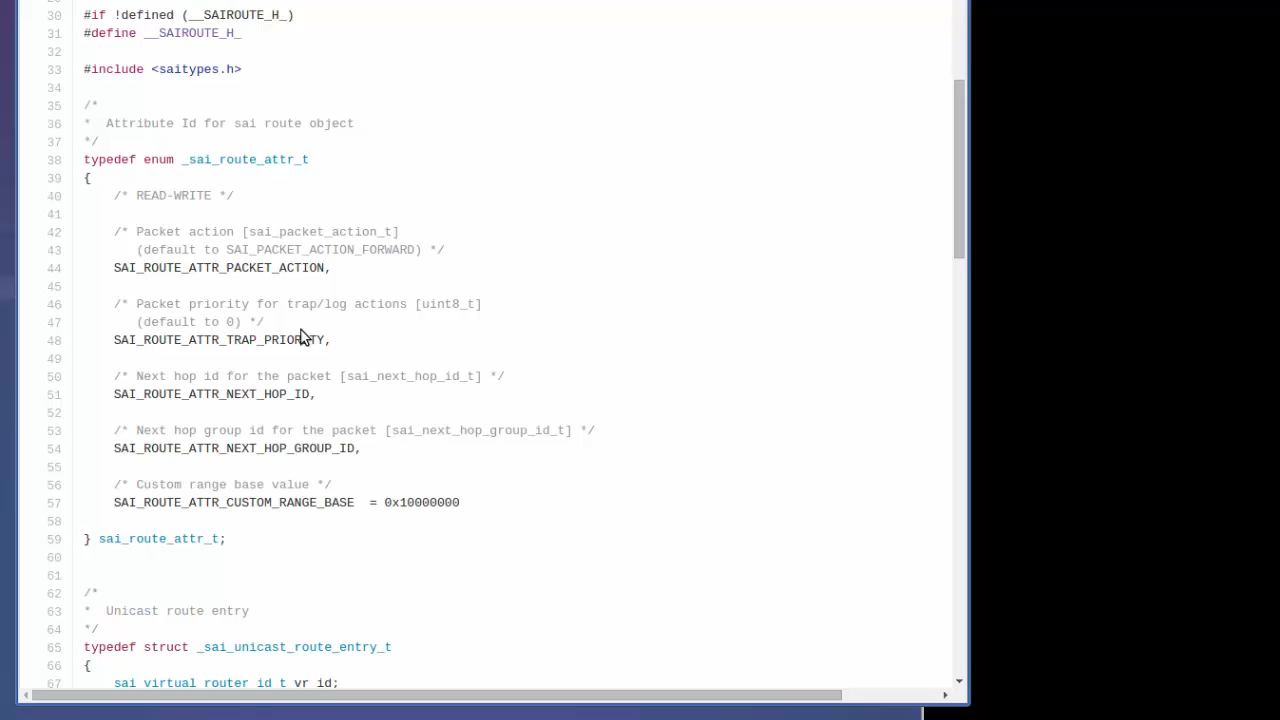 30 #if !defined (__SAIROUTE_H_)
31 #define __SAIROUTE_H_
32
33 #include <saitypes.h>
34
35 /*
36 *  Attribute Id for sai route object
37 */
38 typedef enum _sai_route_attr_t
39 {
40     /* READ-WRITE */
41
42     /* Packet action [sai_packet_action_t]
43        (default to SAI_PACKET_ACTION_FORWARD) */
44     SAI_ROUTE_ATTR_PACKET_ACTION,
45
46     /* Packet priority for trap/log actions [uint8_t]
47        (default to 0) */
48     SAI_ROUTE_ATTR_TRAP_PRIORITY,
49
50     /* Next hop id for the packet [sai_next_hop_id_t] */
51     SAI_ROUTE_ATTR_NEXT_HOP_ID,
52
53     /* Next hop group id for the packet [sai_next_hop_group_id_t] */
54     SAI_ROUTE_ATTR_NEXT_HOP_GROUP_ID,
55
56     /* Custom range base value */
57     SAI_ROUTE_ATTR_CUSTOM_RANGE_BASE  = 0x10000000
58
59 } sai_route_attr_t;
60
61
62 /*
63 *  Unicast route entry
64 */
65 typedef struct _sai_unicast_route_entry_t
66 {
67     sai_virtual_router_id_t vr_id;